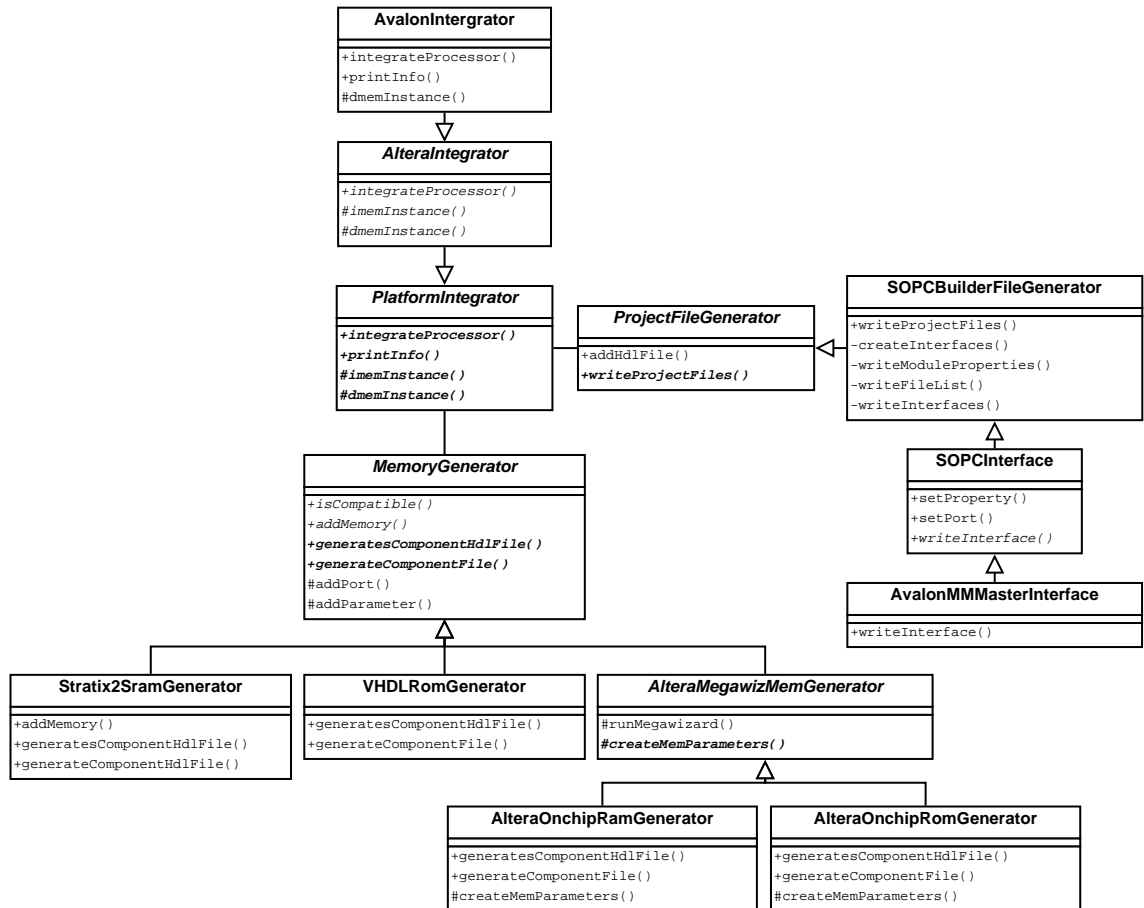 AvalonIntergrator
+integrateProcessor()
+printInfo()
#dmemInstance()
AlteraIntegrator
+integrateProcessor()
#imemInstance()
#dmemInstance()
PlatformIntegrator
+integrateProcessor()
+printInfo()
#imemInstance()
#dmemInstance()
ProjectFileGenerator
+addHdlFile()
+writeProjectFiles()
SOPCBuilderFileGenerator
+writeProjectFiles()
-createInterfaces()
-writeModuleProperties()
-writeFileList()
-writeInterfaces()
SOPCInterface
+setProperty()
+setPort()
+writeInterface()
AvalonMMMasterInterface
+writeInterface()
MemoryGenerator
+isCompatible()
+addMemory()
+generatesComponentHdlFile()
+generateComponentFile()
#addPort()
#addParameter()
Stratix2SramGenerator
+addMemory()
+generatesComponentHdlFile()
+generateComponentHdlFile()
VHDLRomGenerator
+generatesComponentHdlFile()
+generateComponentFile()
AlteraMegawizMemGenerator
#runMegawizard()
#createMemParameters()
AlteraOnchipRamGenerator
+generatesComponentHdlFile()
+generateComponentFile()
#createMemParameters()
AlteraOnchipRomGenerator
+generatesComponentHdlFile()
+generateComponentFile()
#createMemParameters()